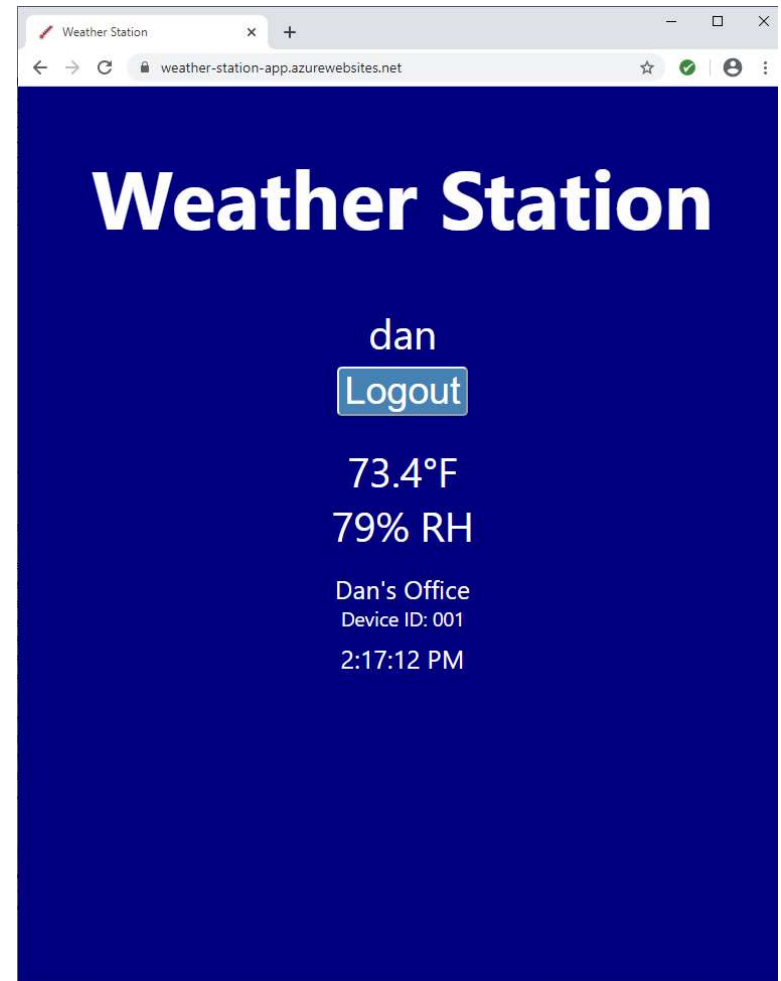 Weather Station
weather-station-app.azurewebsites.net
Weather Station
dan
Logout
73.4°F
79% RH
Dan's Office
Device ID: 001
2:17:12 PM